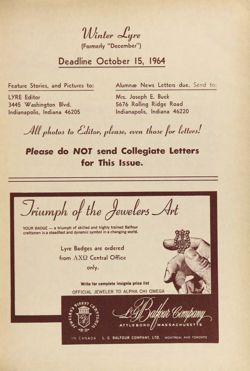 Winter Lyre
(Formerly "December")
Deadline October 15, 1964
Feature Stories, and Pictures to:
LYRE Editor
3445 Washington Blvd.
Indianapolis, Indiana 46205
Alumnæ News Letters due. Send to:
Mrs. Joseph E. Buck
5676 Rolling Ridge Road
Indianapolis, Indiana 46220
All photos to Editor, please, even those for letters!
Please do NOT send Collegiate Letters
for This Issue.
Triumph of the Jewelers Art
YOUR BADGE — a triumph of skilled and highly trained Balfour
craftsmen is a steadfast and dynamic symbol in a changing world.
Lyre Badges are ordered
from ΑΧΩ Central Office
only.
Write for complete insignia price list
OFFICIAL JEWELER TO ALPHA CHI OMEGA
L.G. Balfour Company
ATTLEBORO MASSACHUSETTS
IN CANADA L. G. BALFOUR COMPANY, LTD. MONTREAL AND TORONTO